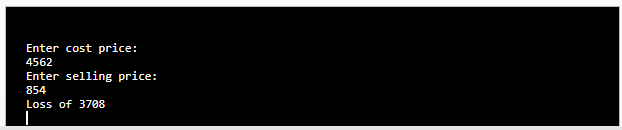 Enter cost price:
4562
Enter selling price:
854
Loss of 3708